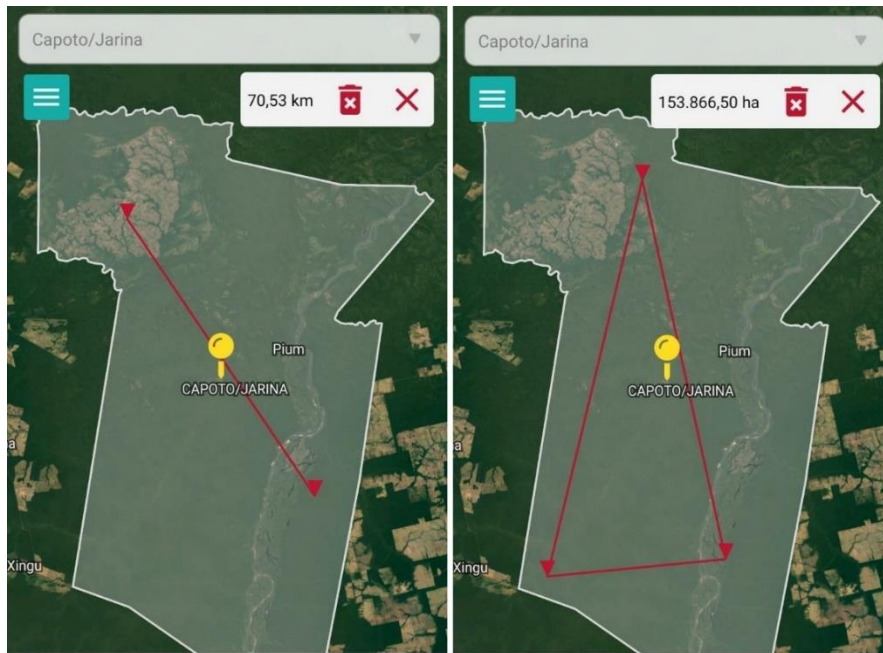 Capoto/Jarina
70,53 km
Pium
CAPOTO/JARINA
a
Xingu
Capoto/Jarina
153.866,50 ha
Pium
CAPOTO/JARINA
a
Xingu